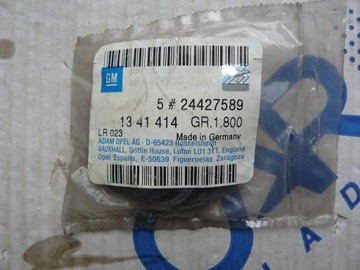 GM
5 # 24427589
13 41 414 GR.1.800
LR 023
Made in Germany
ADAM OPEL AG - D-65423 Rüsselsheim
VAUXHALL, Griffin House, Luton LU1 3YT, England
Opel España, E-50639 Figueruelas Zaragoza